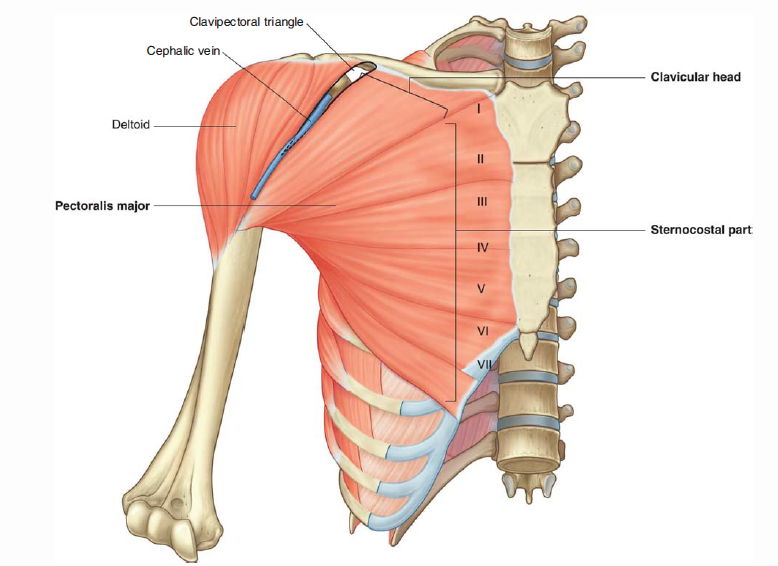 Clavipectoral triangle
Cephalic vein
Clavicular head
I
Deltoid
II
III
Pectoralis major
Sternocostal part
IV
V
VI
VII